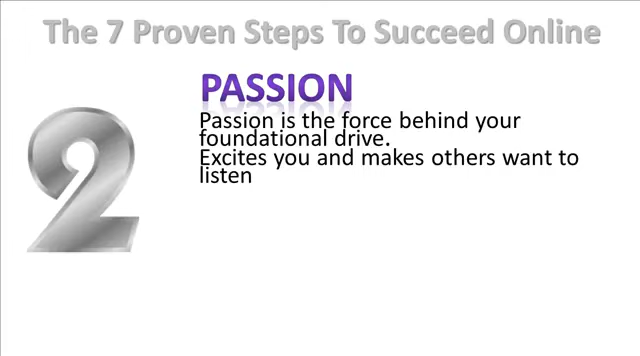 The 7 Proven Steps To Succeed Online
PASSION
Passion is the force behind your
foundational drive.
Excites you and makes others want to
listen
2